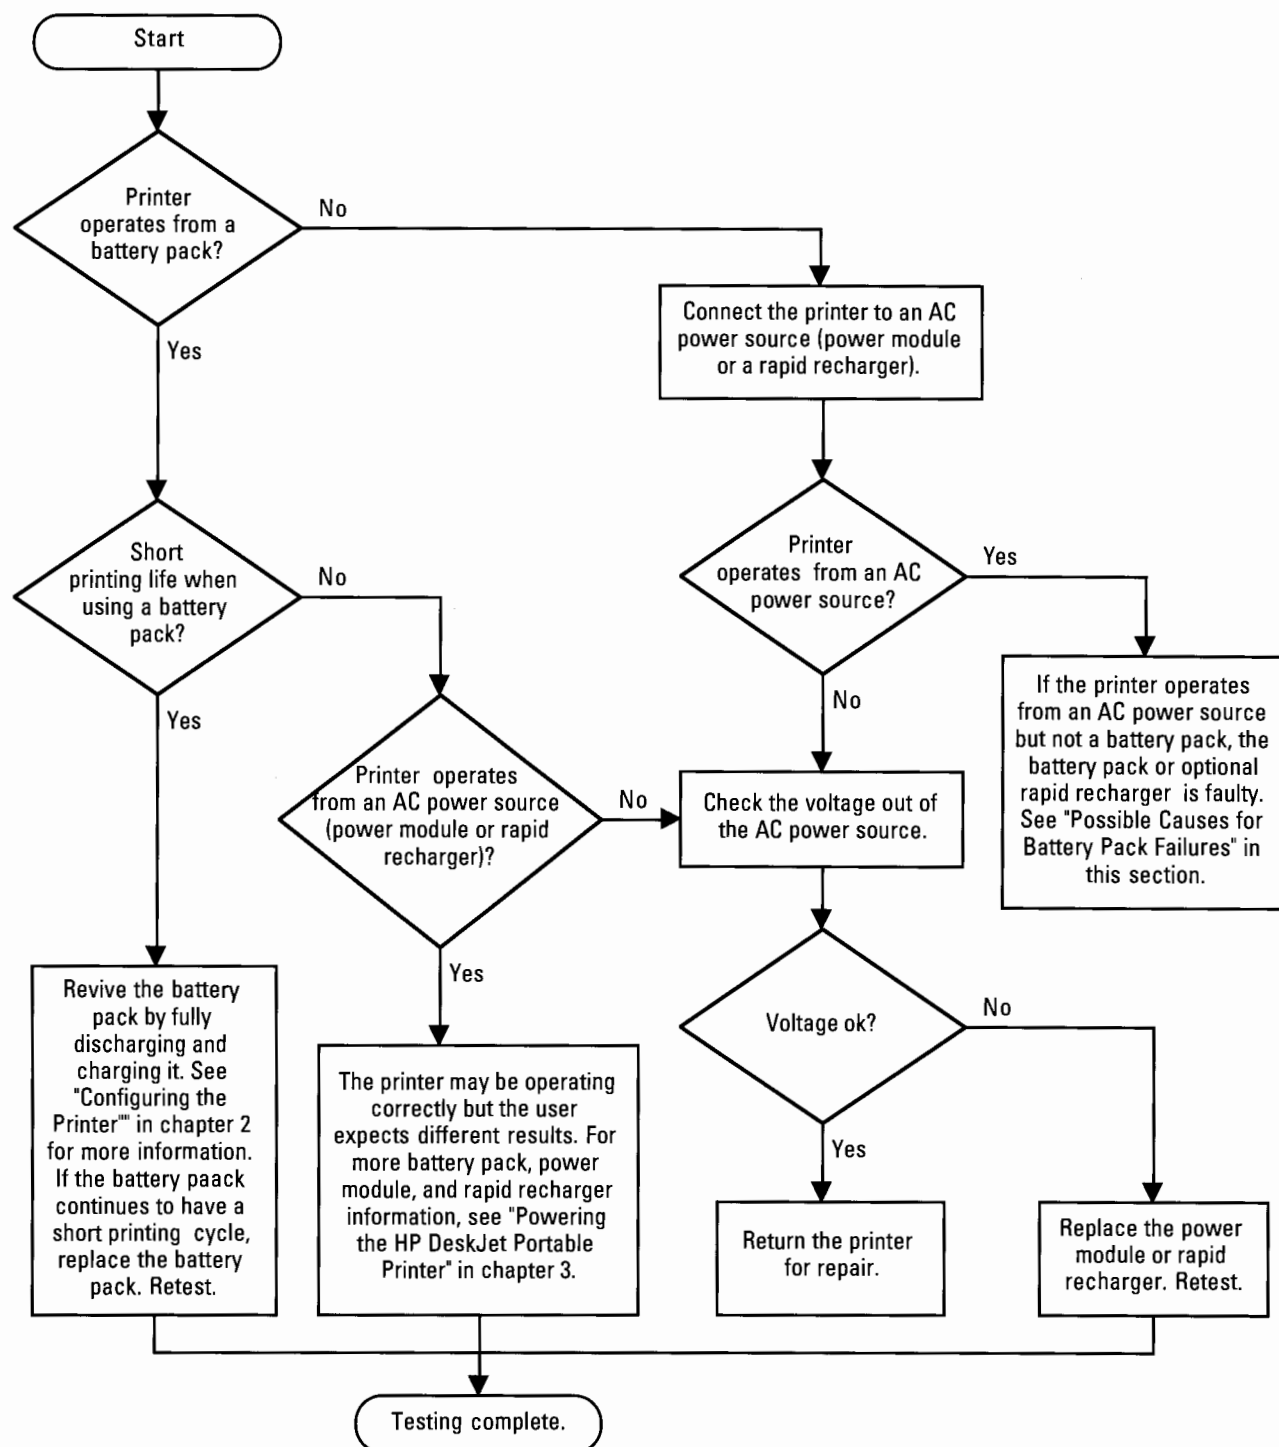 Start
Printer
operates from a
battery pack?
No
Yes
Connect the printer to an AC
power source (power module
or a rapid recharger).
Short
printing life when
using a battery
pack?
No
Yes
Printer
operates from an AC
power source?
Yes
No
If the printer operates
from an AC power source
but not a battery pack, the
battery pack or optional
rapid recharger is faulty.
See "Possible Causes for
Battery Pack Failures" in
this section.
Printer operates
from an AC power source
(power module or rapid
recharger)?
No
Yes
Check the voltage out of
the AC power source.
Voltage ok?
No
Yes
Revive the battery
pack by fully
discharging and
charging it. See
"Configuring the
Printer"" in chapter 2
for more information.
If the battery paack
continues to have a
short printing cycle,
replace the battery
pack. Retest.
The printer may be operating
correctly but the user
expects different results. For
more battery pack, power
module, and rapid recharger
information, see "Powering
the HP DeskJet Portable
Printer" in chapter 3.
Return the printer
for repair.
Replace the power
module or rapid
recharger. Retest.
Testing complete.